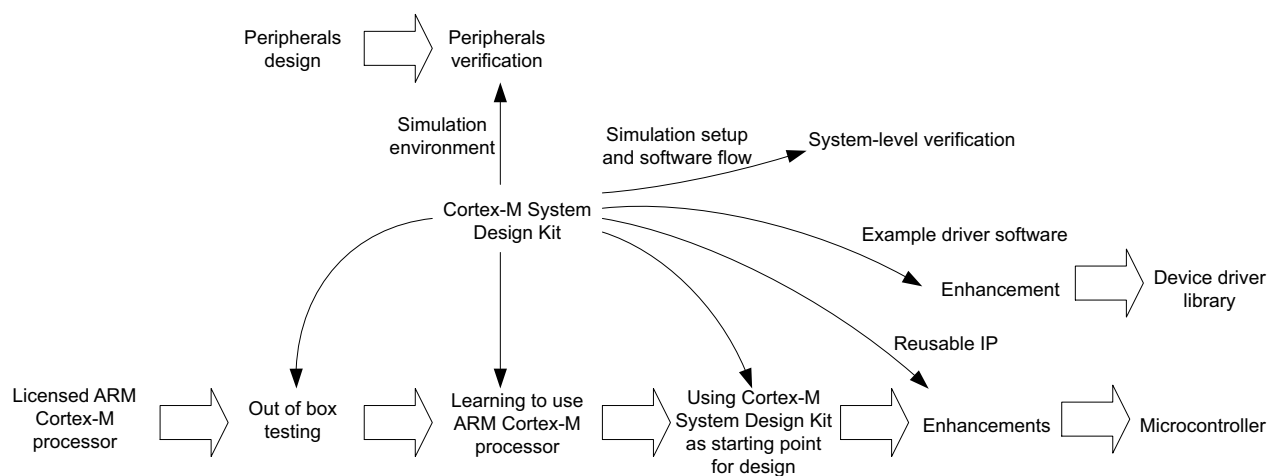 Peripherals
design
Peripherals
verification
Simulation
environment
Simulation setup
and software flow
System-level verification
Cortex-M System
Design Kit
Example driver software
Enhancement
Device driver
library
Reusable IP
Licensed ARM
Cortex-M
processor
Out of box
testing
Learning to use
ARM Cortex-M
processor
Using Cortex-M
System Design Kit
as starting point
for design
Enhancements
Microcontroller